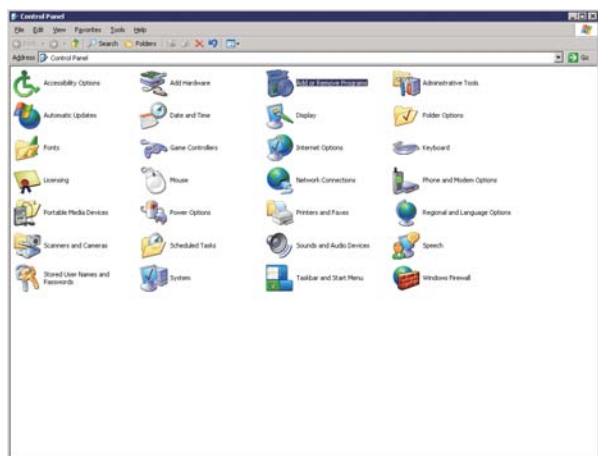 Control Panel
File Edit View Favorites Tools Help
Back Search Folders
Address Control Panel Go
Accessibility Options Add Hardware Add or Remove Programs Administrative Tools
Automatic Updates Date and Time Display Folder Options
Fonts Game Controllers Internet Options Keyboard
Licensing Mouse Network Connections Phone and Modem Options
Portable Media Devices Power Options Printers and Faxes Regional and Language Options
Scanners and Cameras Scheduled Tasks Sounds and Audio Devices Speech
Stored User Names and Passwords System Taskbar and Start Menu Windows Firewall